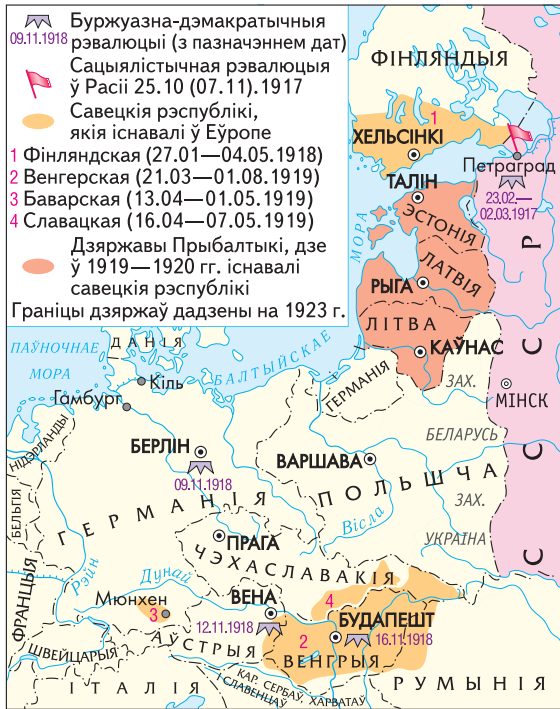 Буржуазна-дэмакратычныя
09.11.1918 рэвалюцыі (з пазначэннем дат)
Сацыялістычная рэвалюцыя
ў Расіі 25.10 (07.11).1917
Савецкія рэспублікі,
якія існавалі ў Еўропе
1 Фінляндская (27.01—04.05.1918)
2 Венгерская (21.03—01.08.1919)
3 Баварская (13.04—01.05.1919)
4 Славацкая (16.04—07.05.1919)
Дзяржавы Прыбалтыкі, дзе
ў 1919—1920 гг. існавалі
савецкія рэспублікі
Граніцы дзяржаў дадзены на 1923 г.
ФІНЛЯНДЫЯ
1
ХЕЛЬСІНКІ
Петраград
23.02.—
02.03.1917
ТАЛІН
ЭСТОНІЯ
БАЛТЫЙСКАЕ МОРА
ЛАТВІЯ
РЫГА
ЛІТВА
КАЎНАС
С С С Р
ПАЎНОЧНАЕ
МОРА
ДАНІЯ
Кіль
Гамбург
ГЕРМАНІЯ
ЗАХ.
БЕЛАРУСЬ
МІНСК
НІДЭРЛАНДЫ
БЕРЛІН
09.11.1918
ВАРШАВА
ПОЛЬШЧА
Вісла
ЗАХ.
УКРАІНА
БЕЛЬГІЯ
ГЕРМАНІЯ
Рэйн
ПРАГА
ЧЭХАСЛАВАКІЯ
ФРАНЦЫЯ
Дунай
Мюнхен
3
ВЕНА
12.11.1918
4
БУДАПЕШТ
16.11.1918
2
ВЕНГРЫЯ
ШВЕЙЦАРЫЯ
АЎСТРЫЯ
ІТАЛІЯ
КАР. СЕРБАЎ, ХАРВАТАЎ
І СЛАВЕНЦАЎ
РУМЫНІЯ